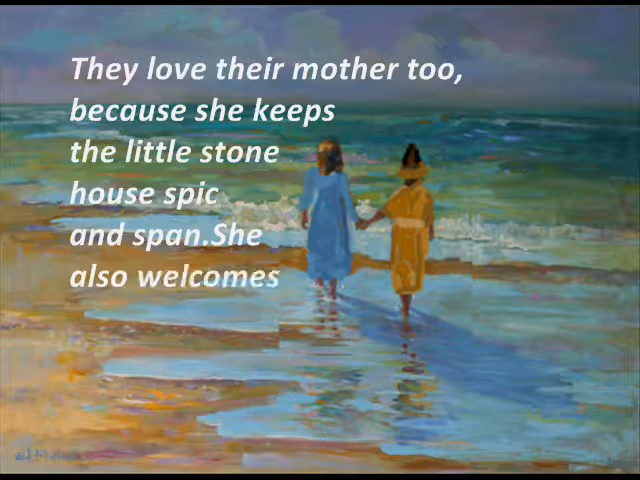 They love their mother too,
because she keeps
the little stone
house spic
and span.She
also welcomes